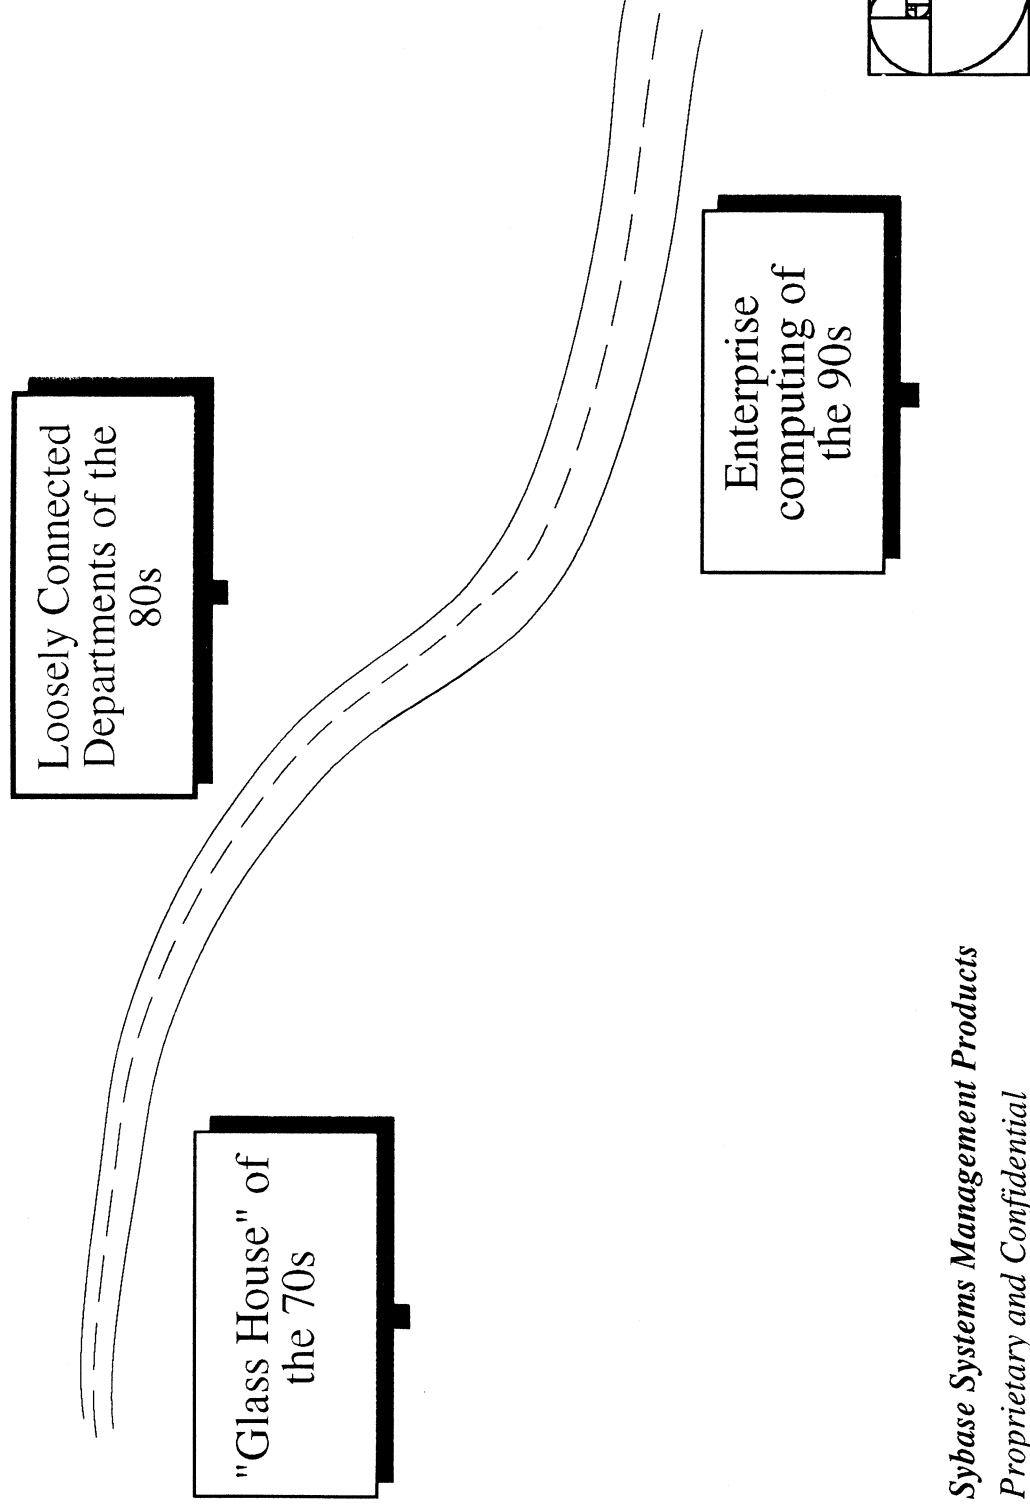 Loosely Connected
Departments of the
80s
"Glass House" of
the 70s
Enterprise
computing of
the 90s
Sybase Systems Management Products
Proprietary and Confidential